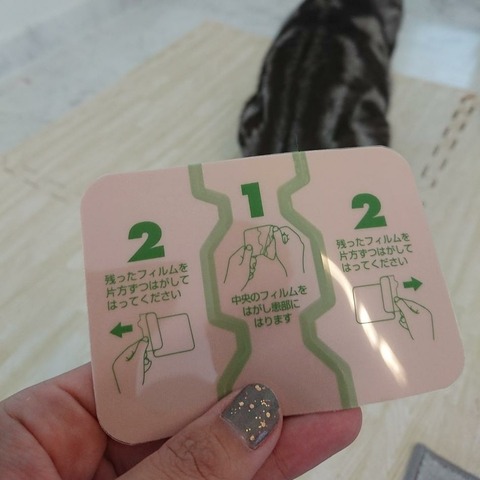 2
残ったフィルムを
片方ずつはがして
はってください
1
中央のフィルムを
はがし患部に
はります
2
残ったフィルムを
片方ずつはがして
はってください